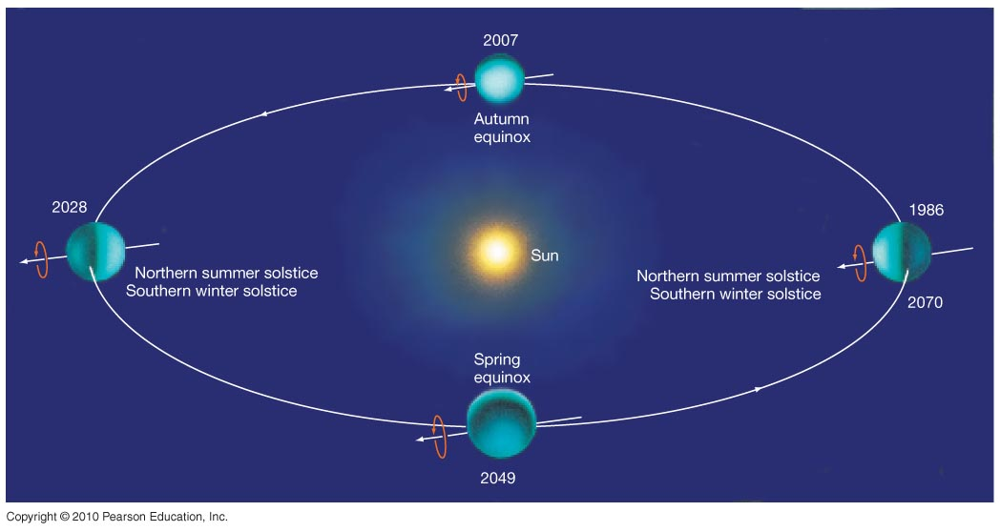 2007
Autumn
equinox
2028
1986
Sun
Northern summer solstice
Southern winter solstice
Northern summer solstice
Southern winter solstice
2070
Spring
equinox
2049
Copyright © 2010 Pearson Education, Inc.